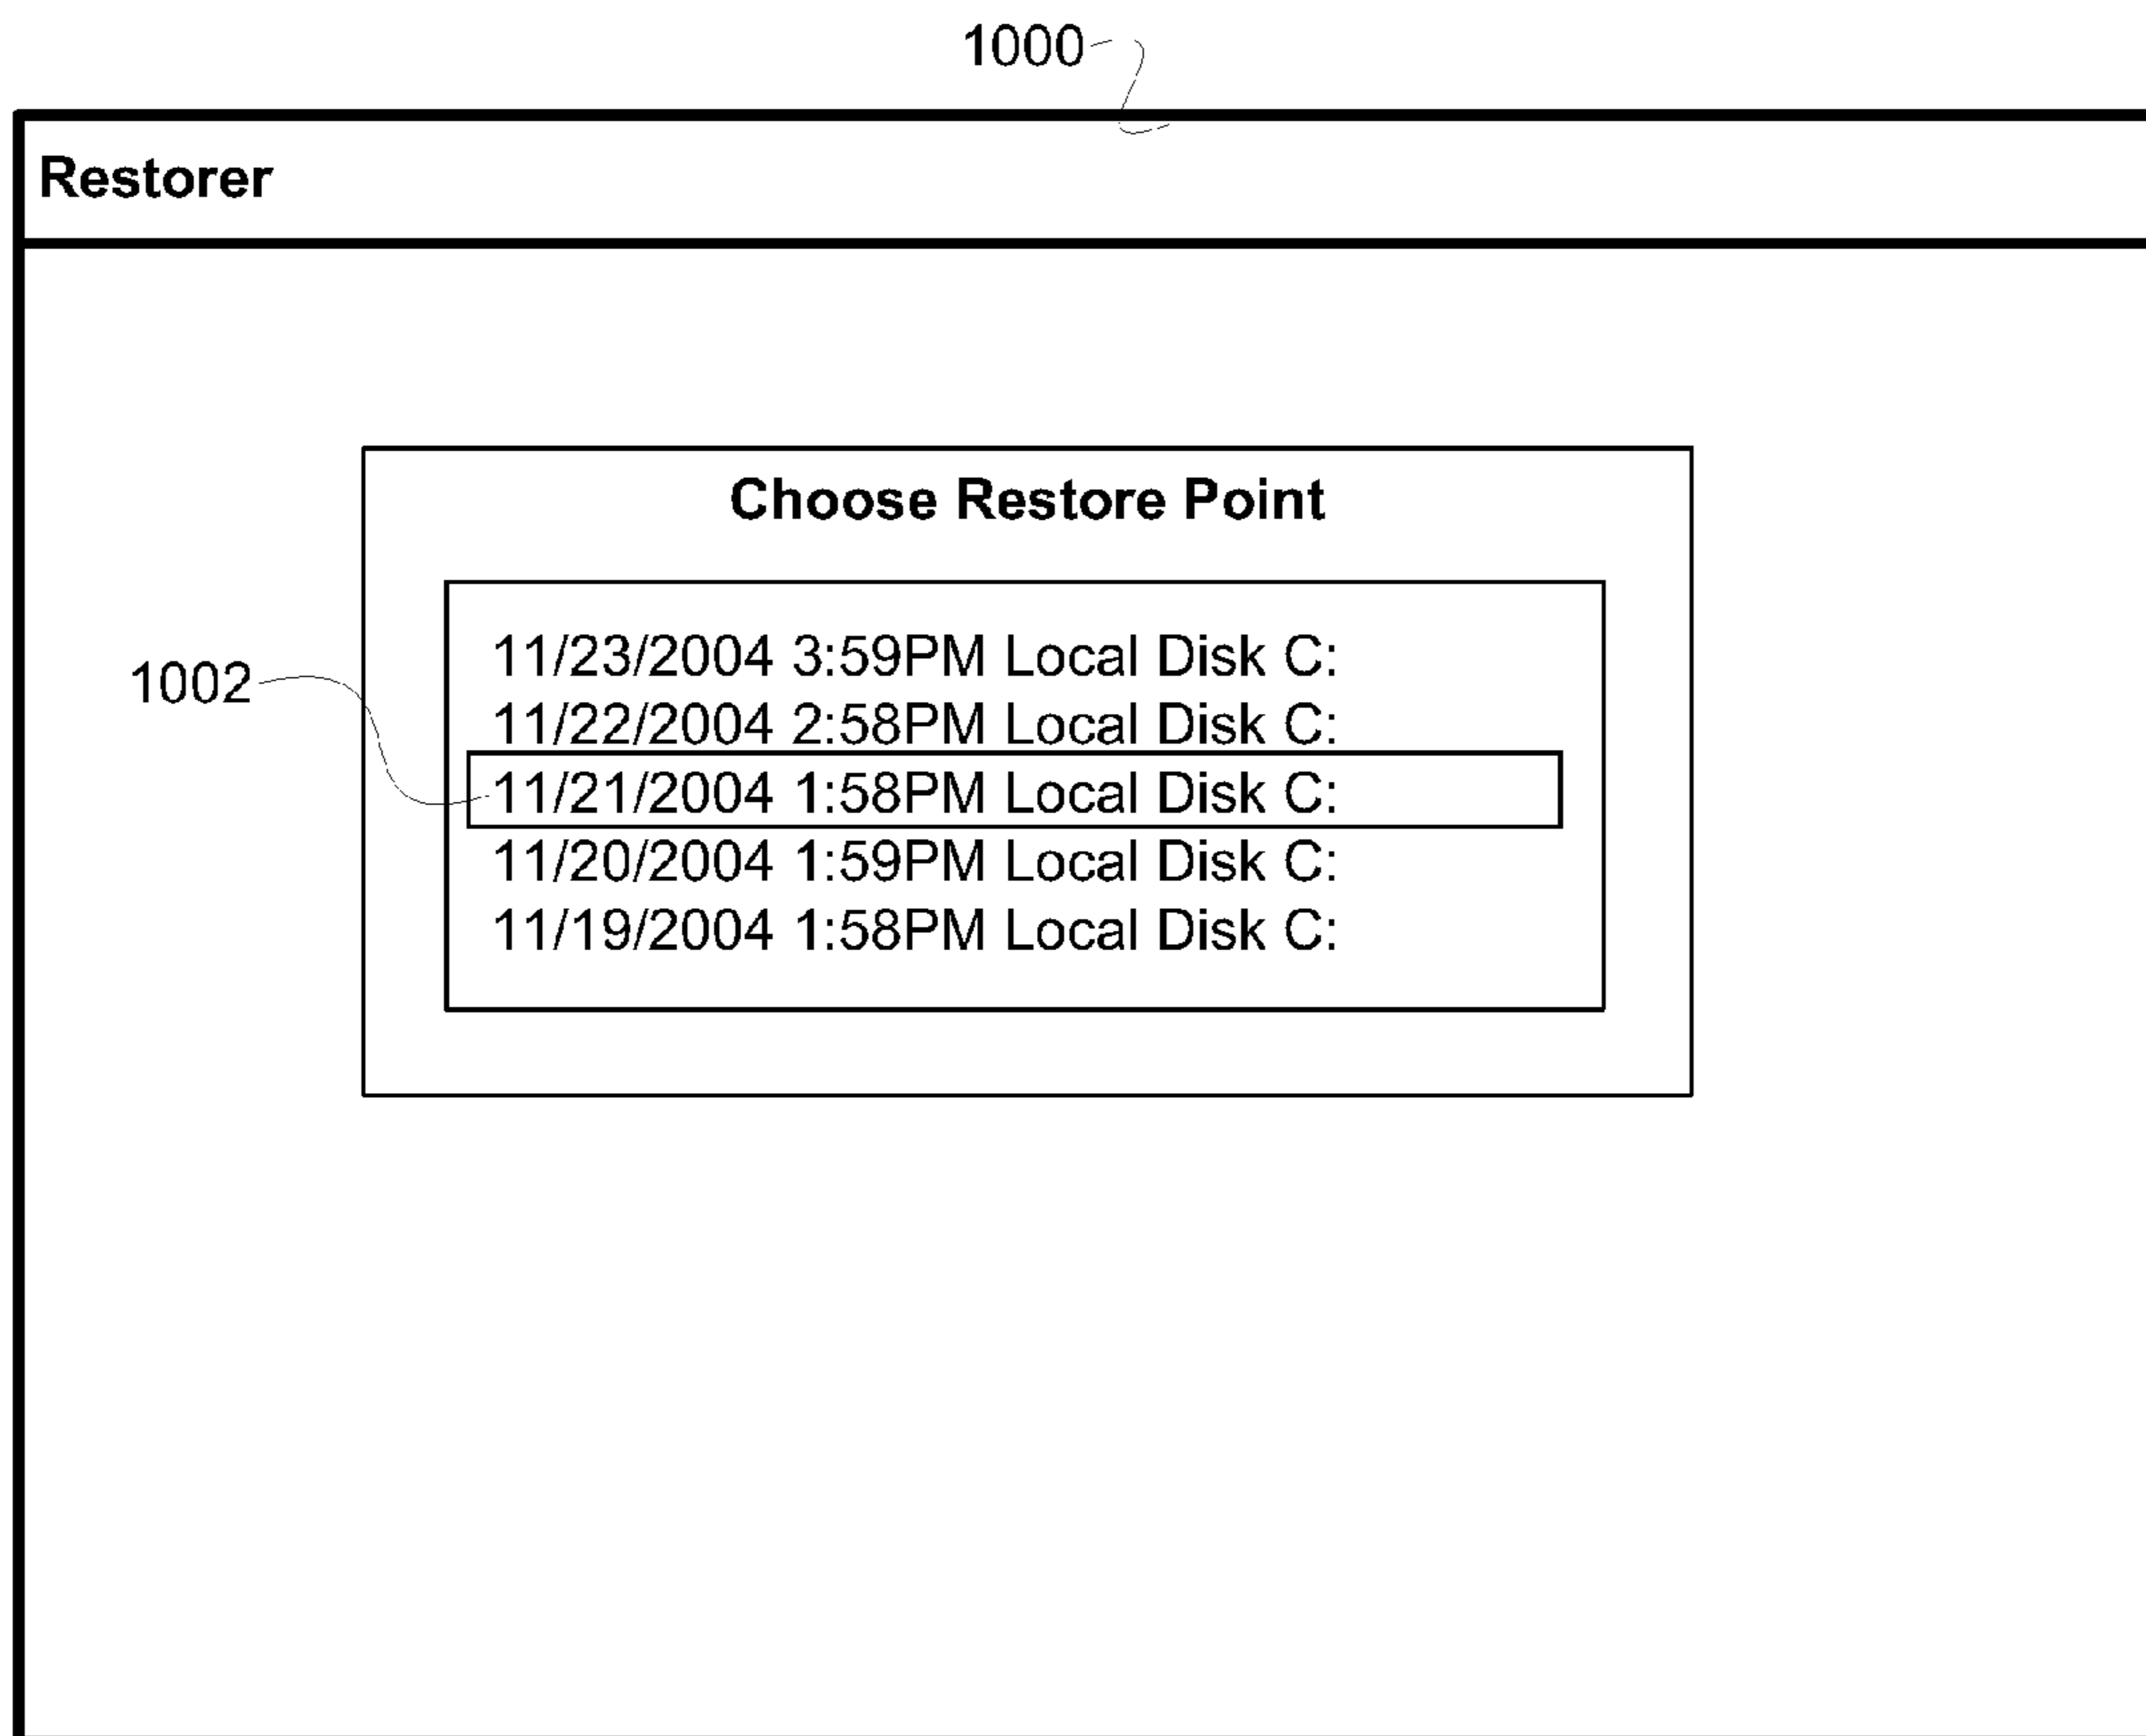 1000
Restorer
Choose Restore Point
11/23/2004 3:59PM Local Disk C:
11/22/2004 2:58PM Local Disk C:
1002
11/21/2004 1:58PM Local Disk C:
11/20/2004 1:59PM Local Disk C:
11/19/2004 1:58PM Local Disk C: